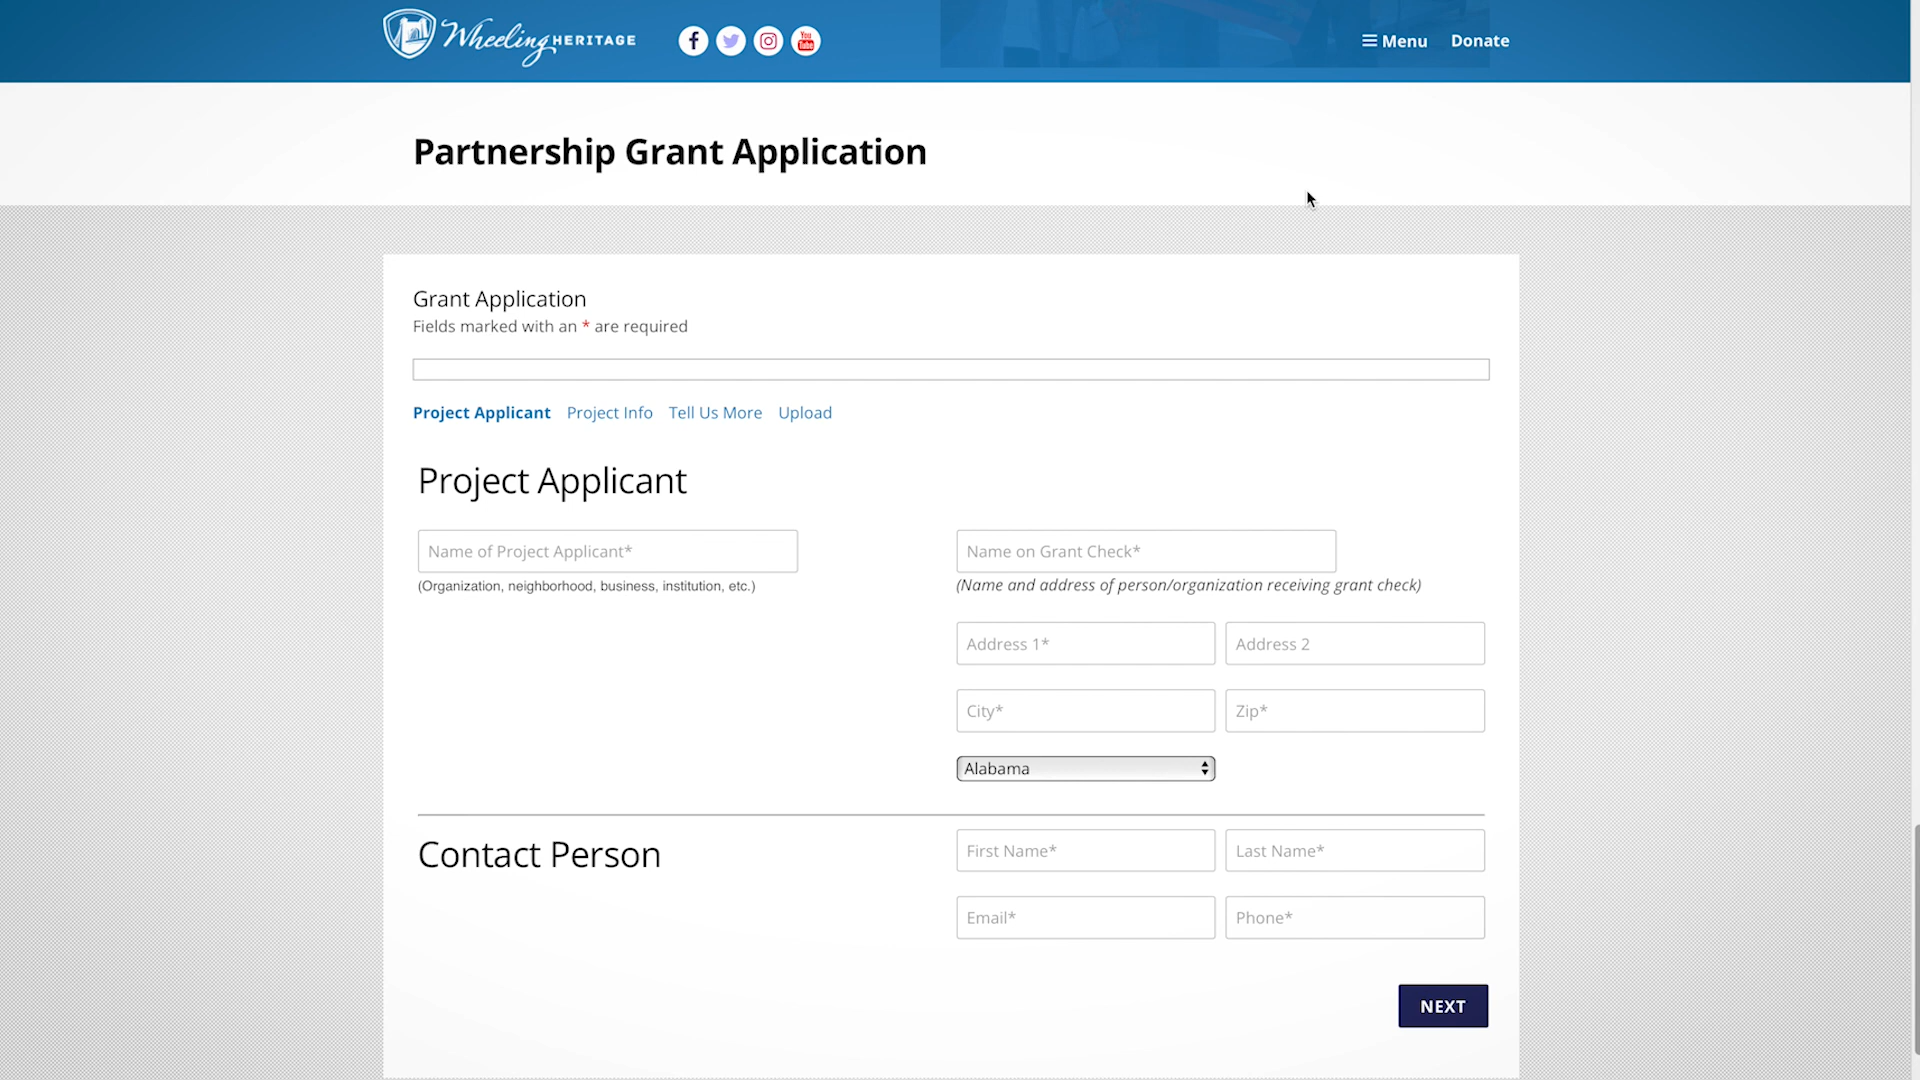 Wheeling HERITAGE
You Tube
Menu Donate
Partnership Grant Application
Grant Application
Fields marked with an * are required
Project Applicant Project Info Tell Us More Upload
Project Applicant
Name of Project Applicant* Name on Grant Check*
(Organization, neighborhood, business, institution, etc.) (Name and address of person/organization receiving grant check)
Address 1* Address 2
City* Zip*
Alabama
Contact Person First Name* Last Name*
Email* Phone*
NEXT